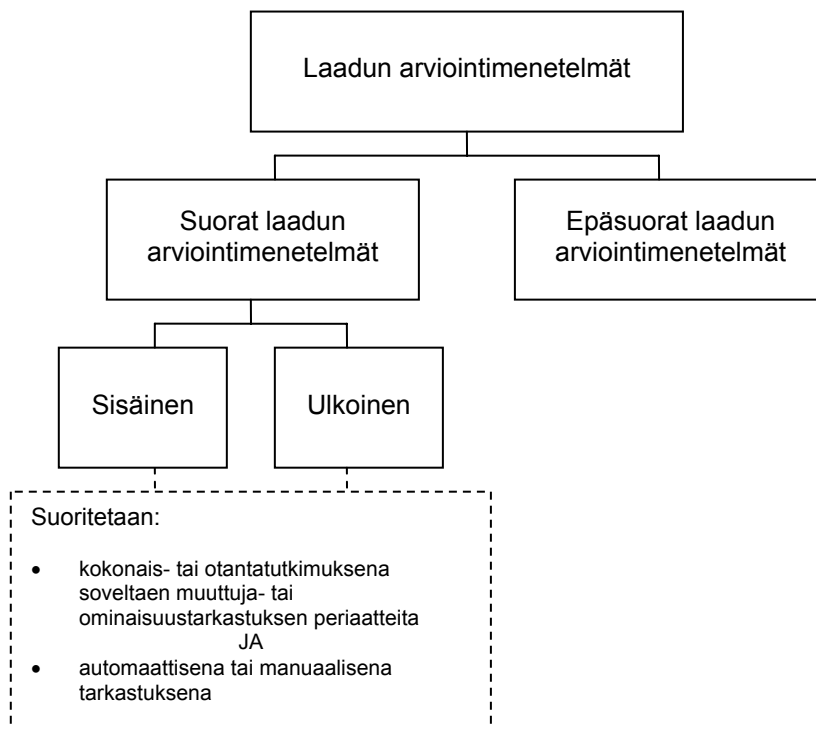 Laadun arviointimenetelmät
Suorat laadun
arviointimenetelmät
Epäsuorat laadun
arviointimenetelmät
Sisäinen
Ulkoinen
Suoritetaan:
• kokonais- tai otantatutkimuksena
soveltaen muuttuja- tai
ominaisuustarkastuksen periaatteita
JA
• automaattisena tai manuaalisena
tarkastuksena